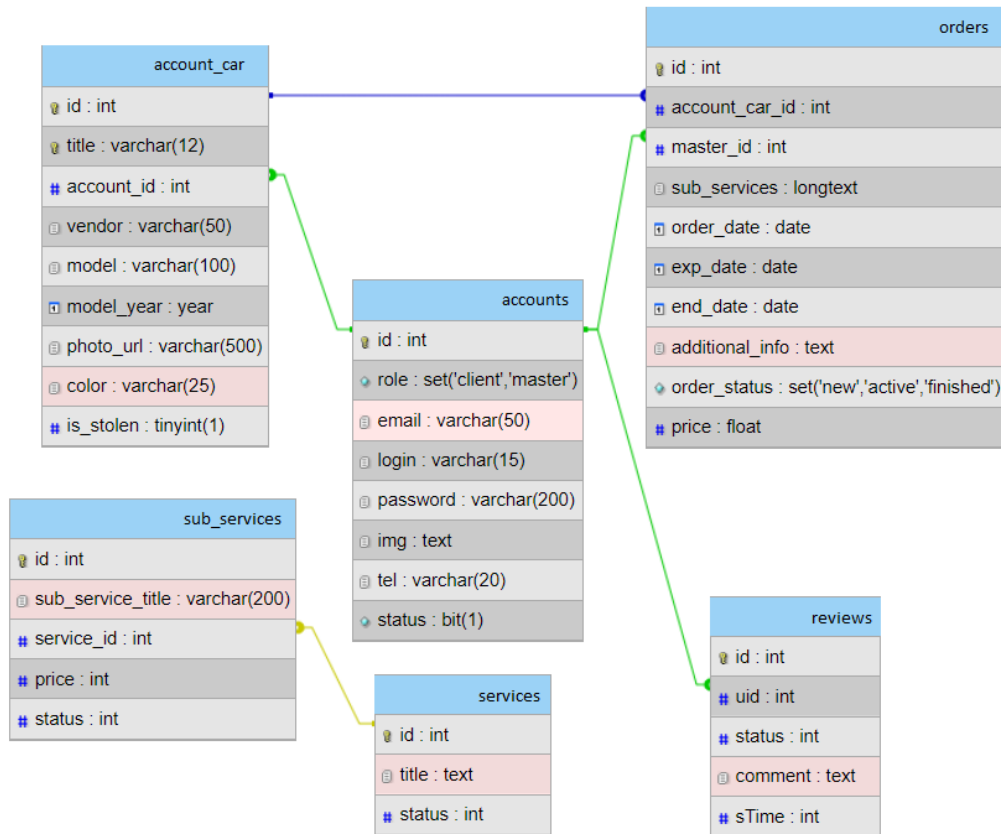 account_car
id : int
title : varchar(12)
account_id : int
vendor : varchar(50)
model : varchar(100)
model_year : year
photo_url : varchar(500)
color : varchar(25)
is_stolen : tinyint(1)
orders
id : int
account_car_id : int
master_id : int
sub_services : longtext
order_date : date
exp_date : date
end_date : date
additional_info : text
order_status : set('new','active','finished')
price : float
accounts
id : int
role : set('client','master')
email : varchar(50)
login : varchar(15)
password : varchar(200)
img : text
tel : varchar(20)
status : bit(1)
sub_services
id : int
sub_service_title : varchar(200)
service_id : int
price : int
status : int
services
id : int
title : text
status : int
reviews
id : int
uid : int
status : int
comment : text
sTime : int